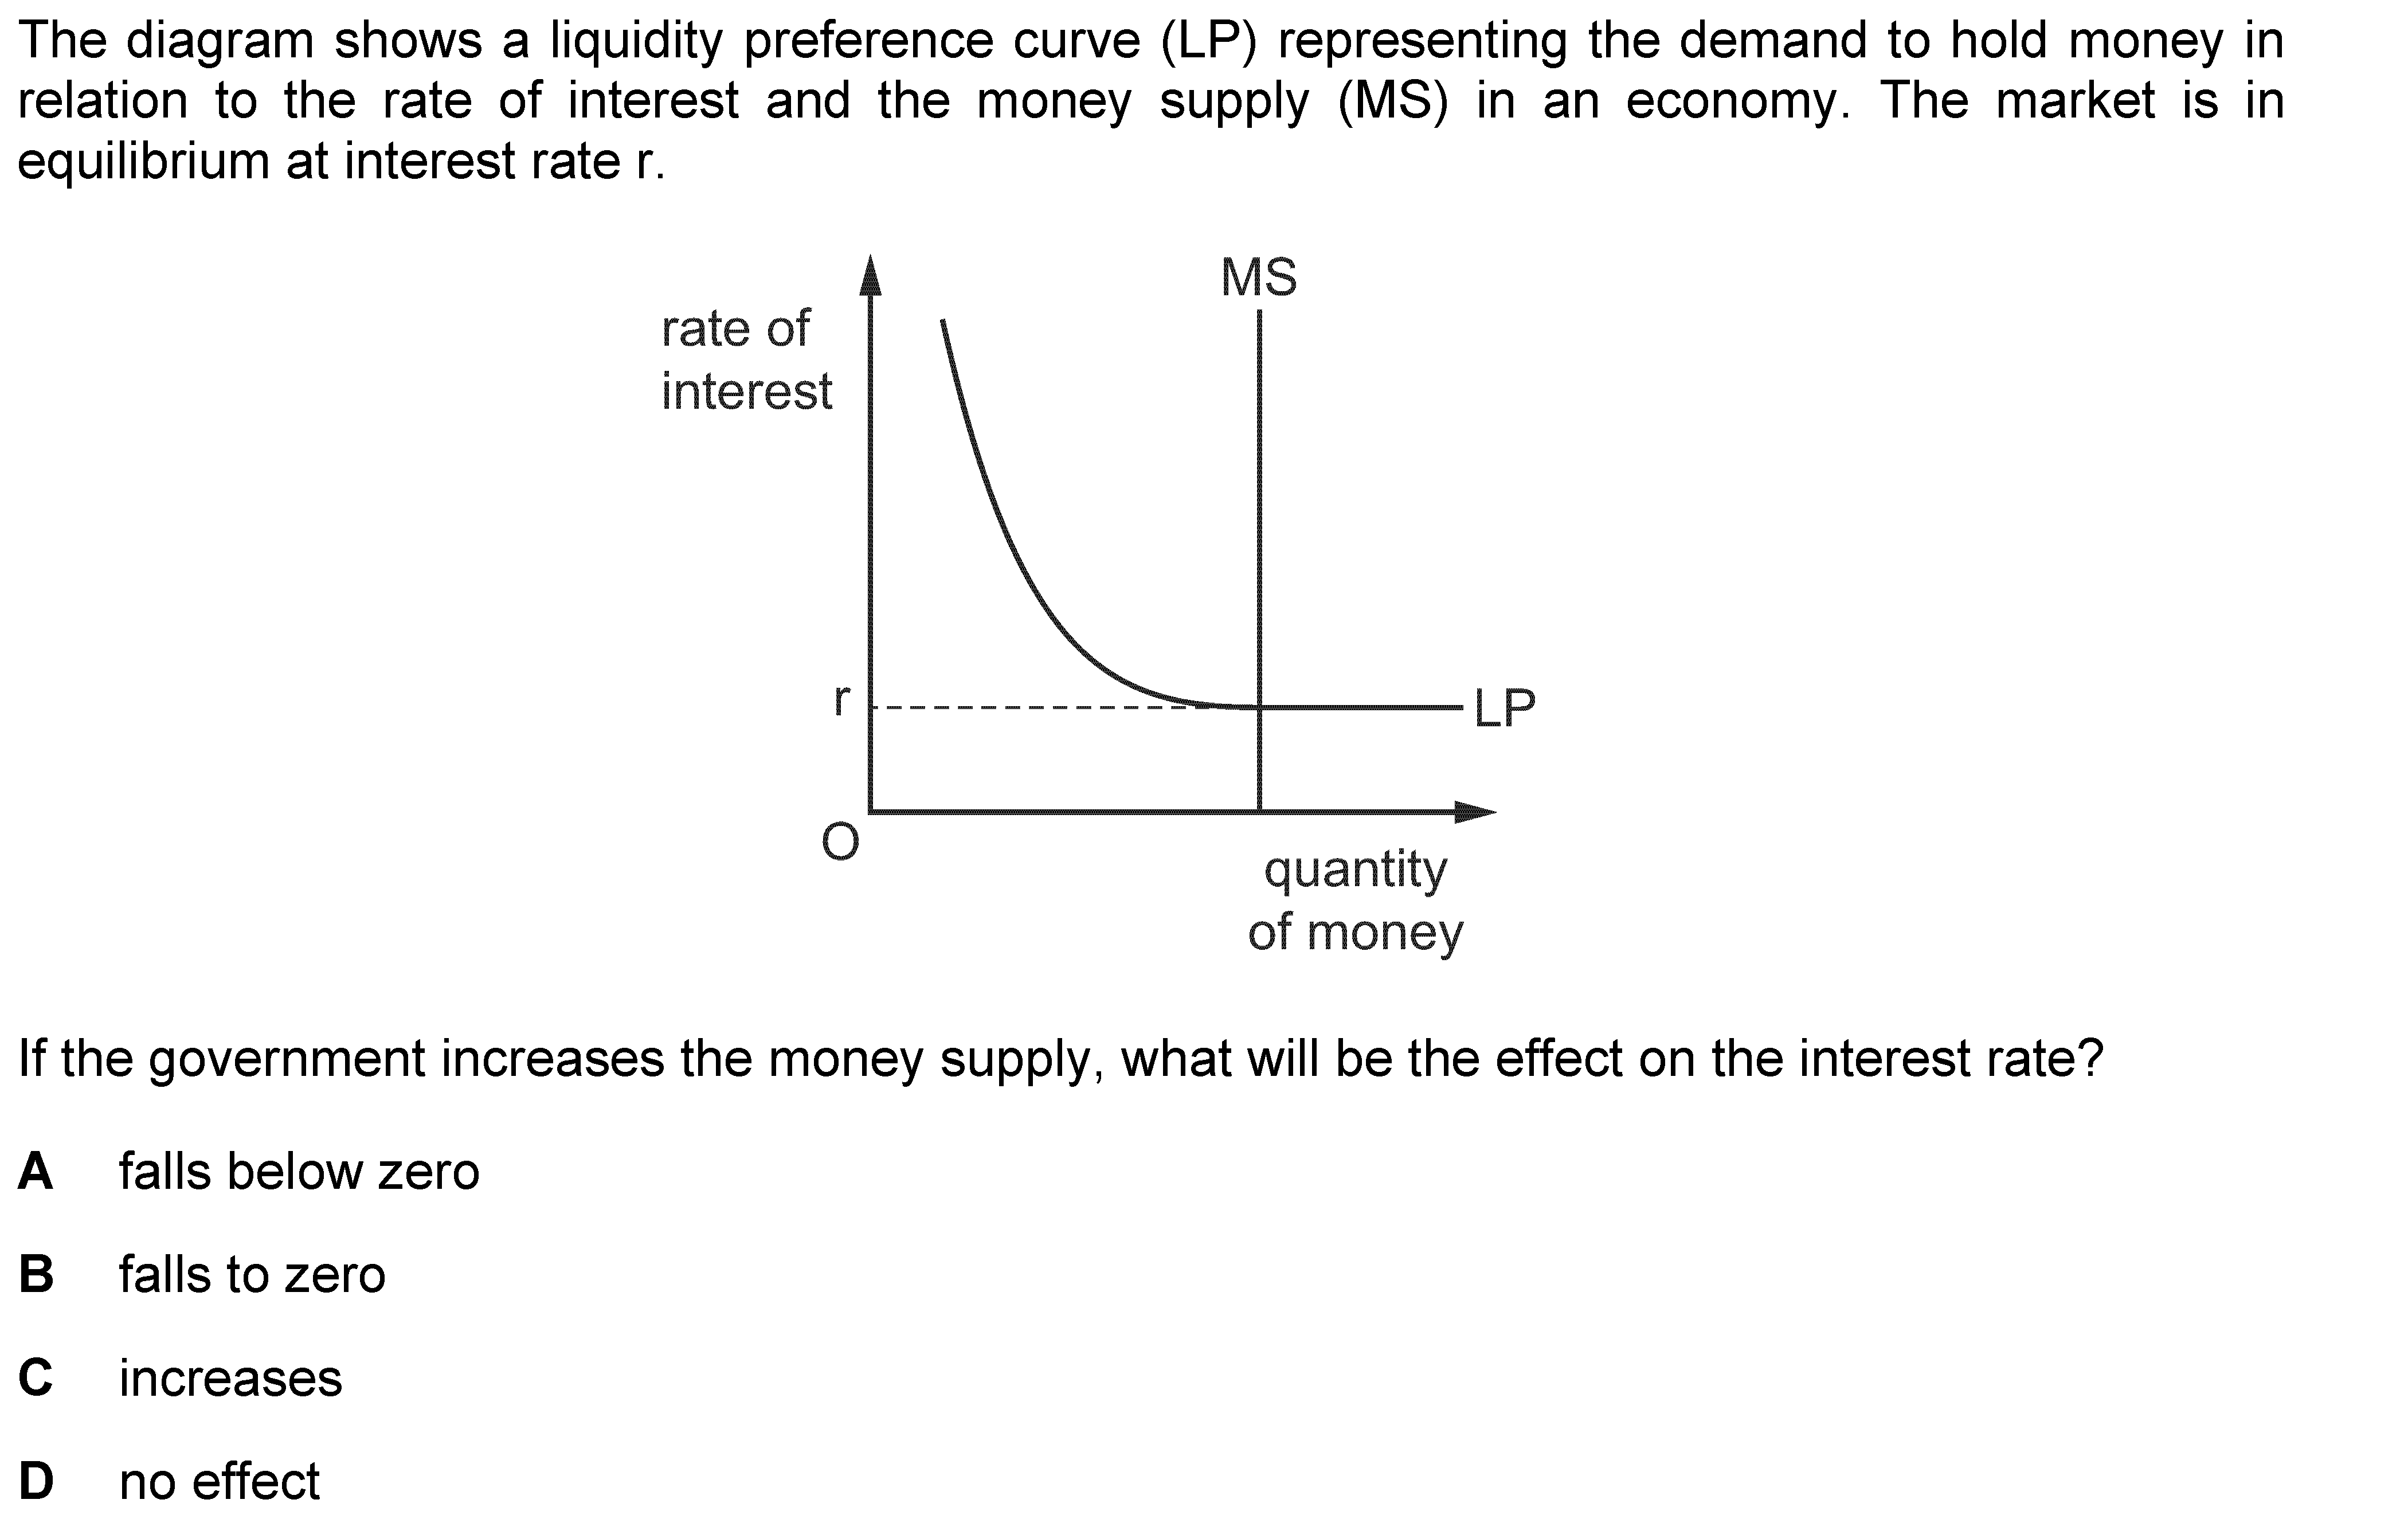 The diagram shows a liquidity preference curve (LP) representing the demand to hold money in
relation to the rate of interest and the money supply (MS) in an economy. The market is in
equilibrium at interest rate r.
MS
rate of
interest
r
LP
O
quantity
of money
If the government increases the money supply, what will be the effect on the interest rate?
A falls below zero
B falls to zero
C increases
D no effect